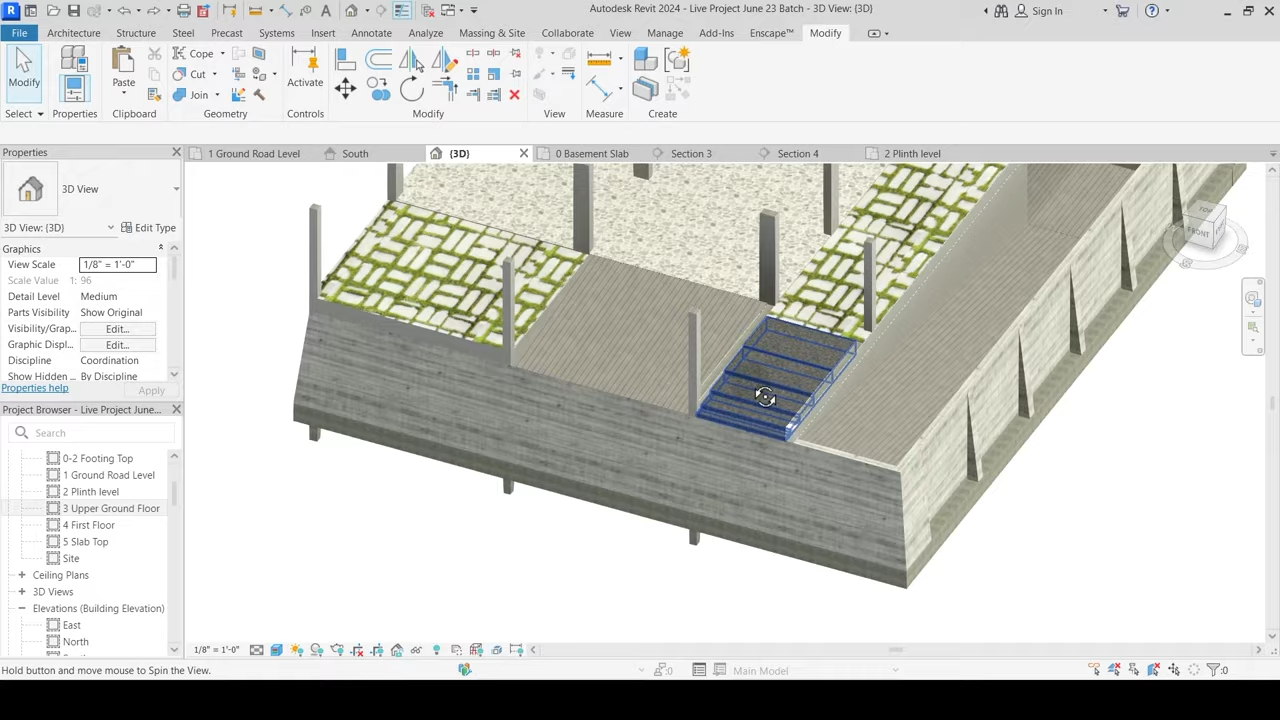 Autodesk Revit 2024 - Live Project June 23 Batch - 3D View: {3D}
Sign In
File Architecture Structure Steel Precast Systems Insert Annotate Analyze Massing & Site Collaborate View Manage Add-Ins Enscape™ Modify
Modify
Paste
Cope
Cut
Join
Activate
Select Properties Clipboard Geometry Controls Modify View Measure Create
Properties
1 Ground Road Level South {3D} 0 Basement Slab Section 3 Section 4 2 Plinth level
3D View
3D View: {3D} Edit Type
Graphics
View Scale 1/8" = 1'-0"
Scale Value 1: 96
Detail Level Medium
Parts Visibility Show Original
Visibility/Grap... Edit...
Graphic Displ... Edit...
Discipline Coordination
Show Hidden ... By Discipline
Properties help Apply
Project Browser - Live Project June...
Search
0-2 Footing Top
1 Ground Road Level
2 Plinth level
3 Upper Ground Floor
4 First Floor
5 Slab Top
Site
Ceiling Plans
3D Views
Elevations (Building Elevation)
East
North
FRONT
1/8" = 1'-0"
Hold button and move mouse to Spin the View.
:0 Main Model :0